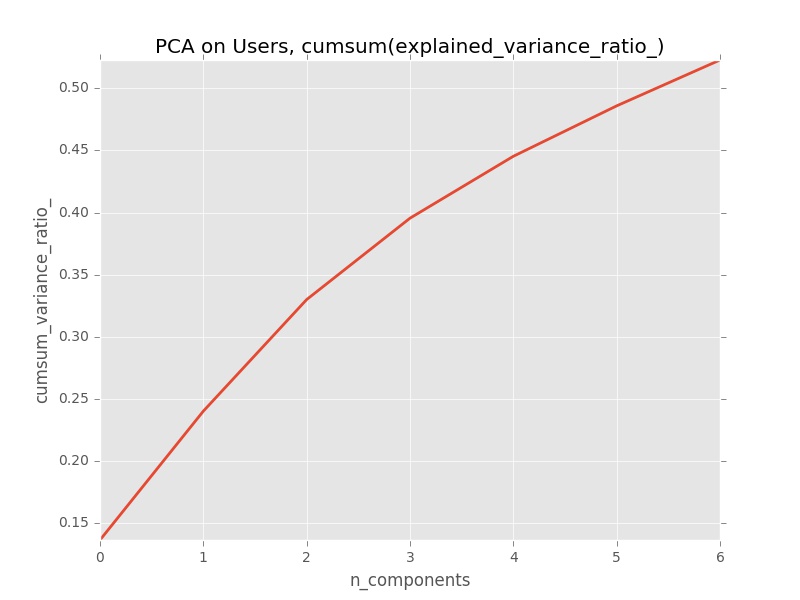 PCA on Users, cumsum(explained_variance_ratio_)
0.50
0.45
0.40
0.35
0.30
0.25
0.20
0.15
cumsum_variance_ratio_
0 1 2 3 4 5 6
n_components